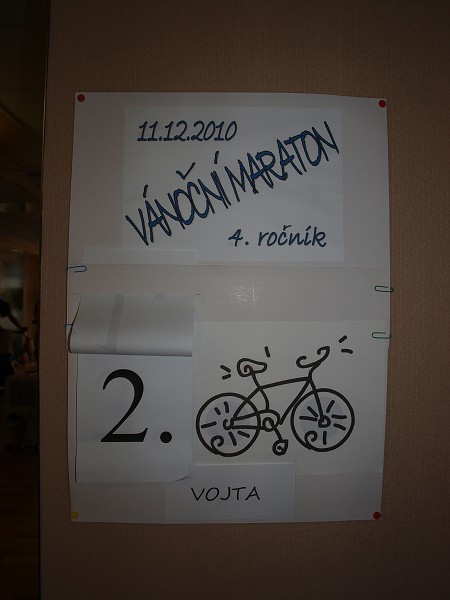 11.12.2010
VÁNOČNÍ MARATON
4. ročník
2.
VOJTA